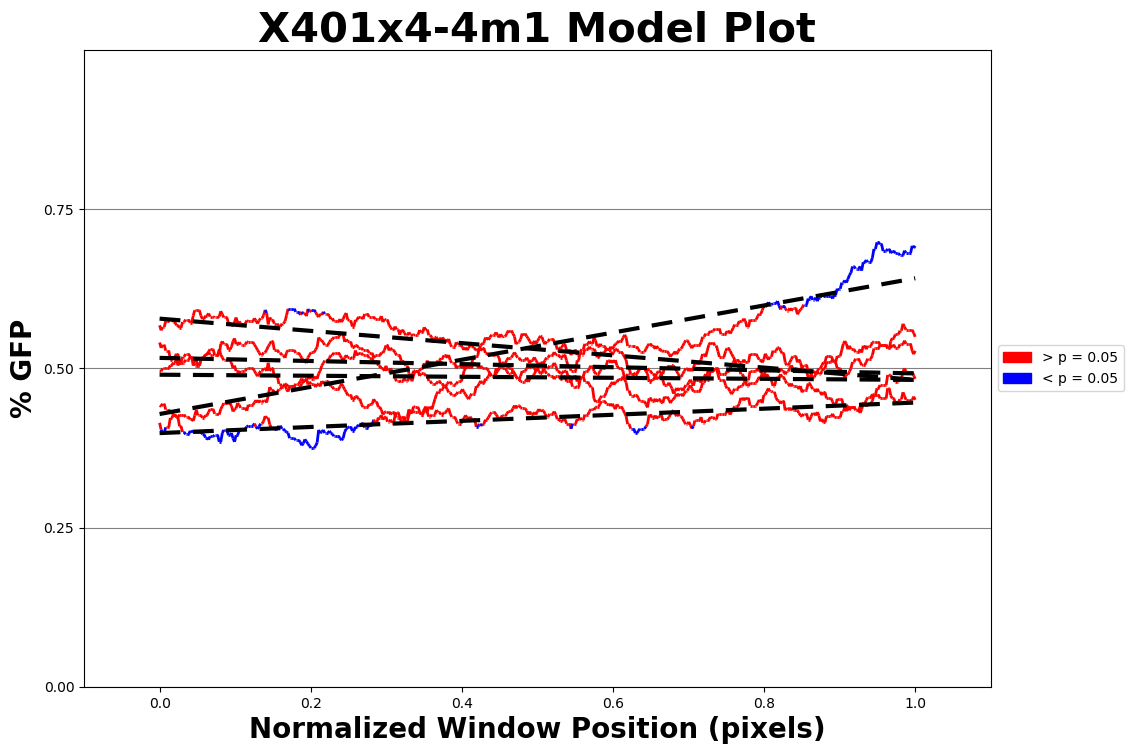 X401x4-4m1 Model Plot
% GFP
0.75
0.50
0.25
0.00
> p = 0.05
< p = 0.05
0.0 0.2 0.4 0.6 0.8 1.0
Normalized Window Position (pixels)